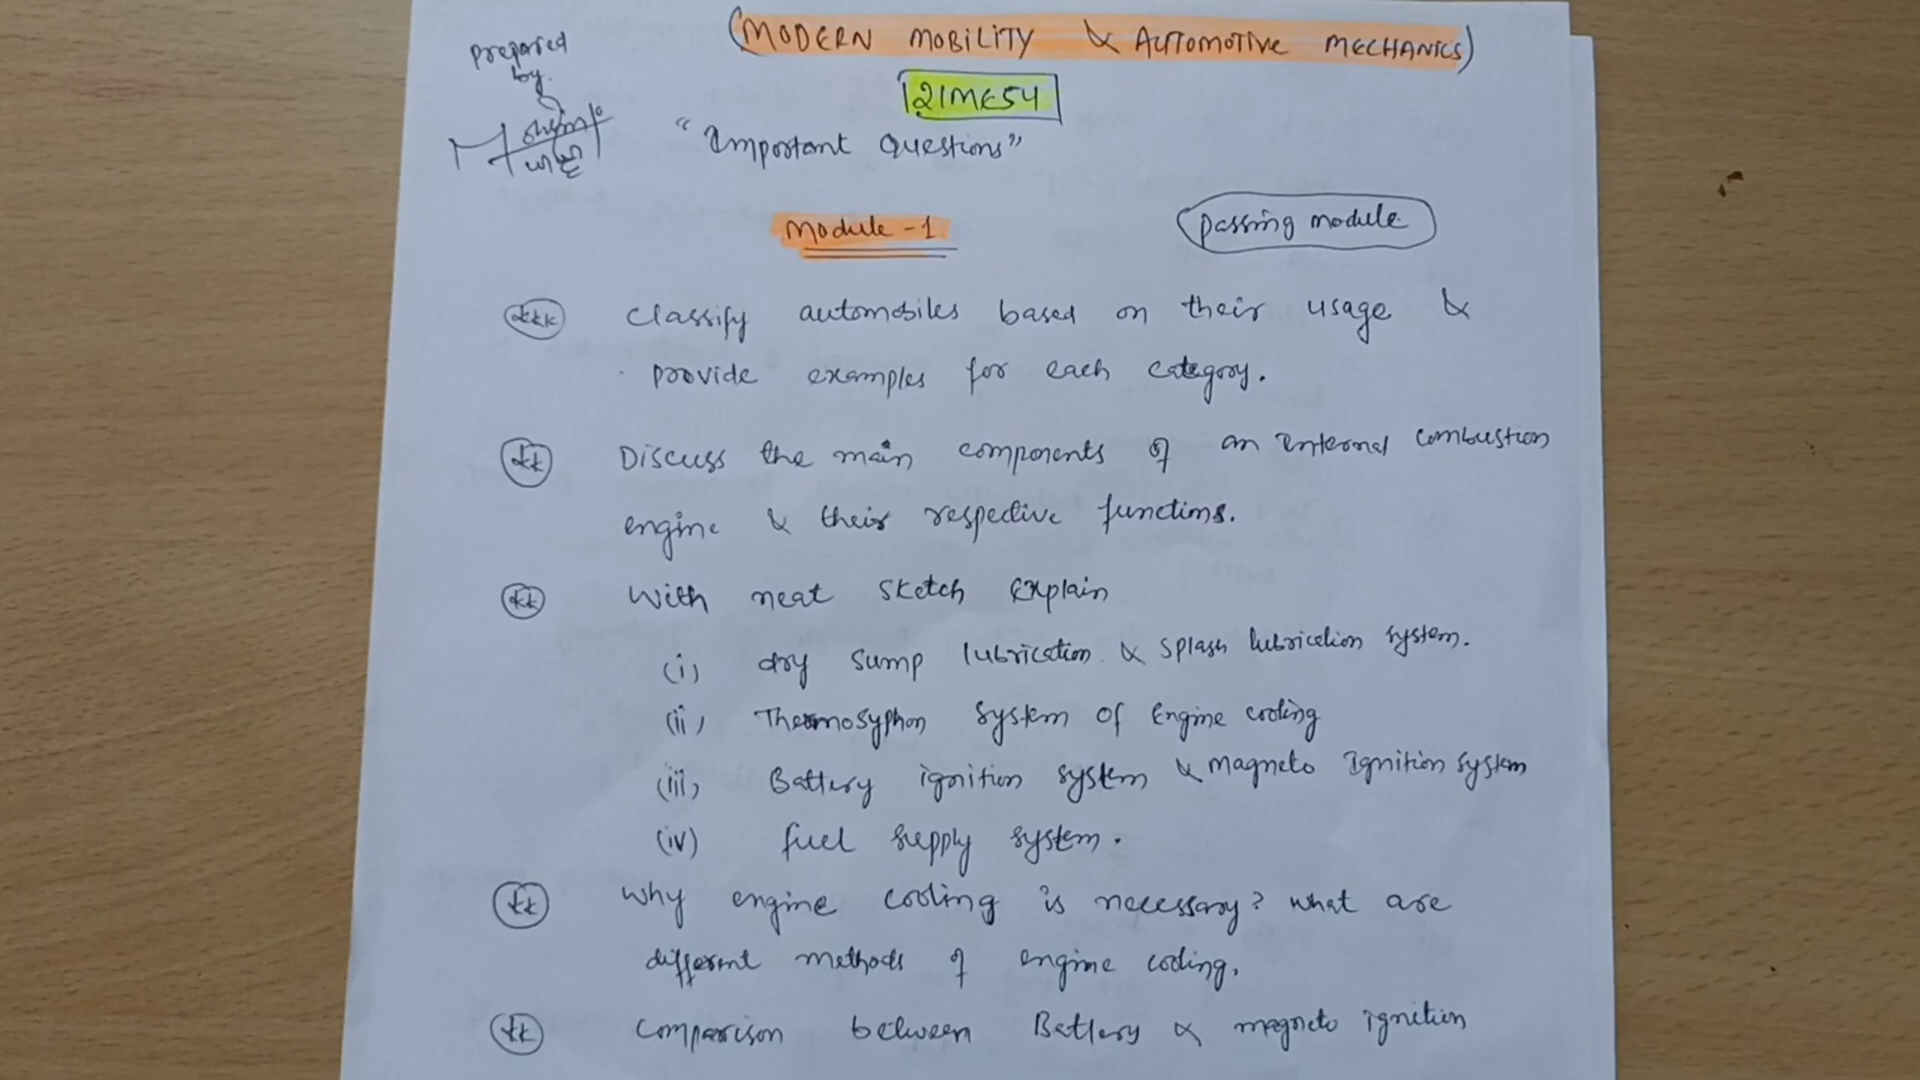 prepared
by.
(MODERN MOBILITY & AUTOMOTIVE MECHANICS)
21ME54
"Important Questions"
Module-1
passing module
Classify automobiles based on their usage &
provide examples for each category.
Discuss the main components of an Internal Combustion
engine & their respective functions.
With neat sketch Explain
(i) dry sump lubrication & splash lubrication system.
(ii) Thermosyphon System of Engine cooling
(iii) Battery ignition system & magneto Ignition system
(iv) fuel supply system.
Why engine cooling is necessary? what are
different methods of engine cooling.
Comparison between Battery & magneto ignition